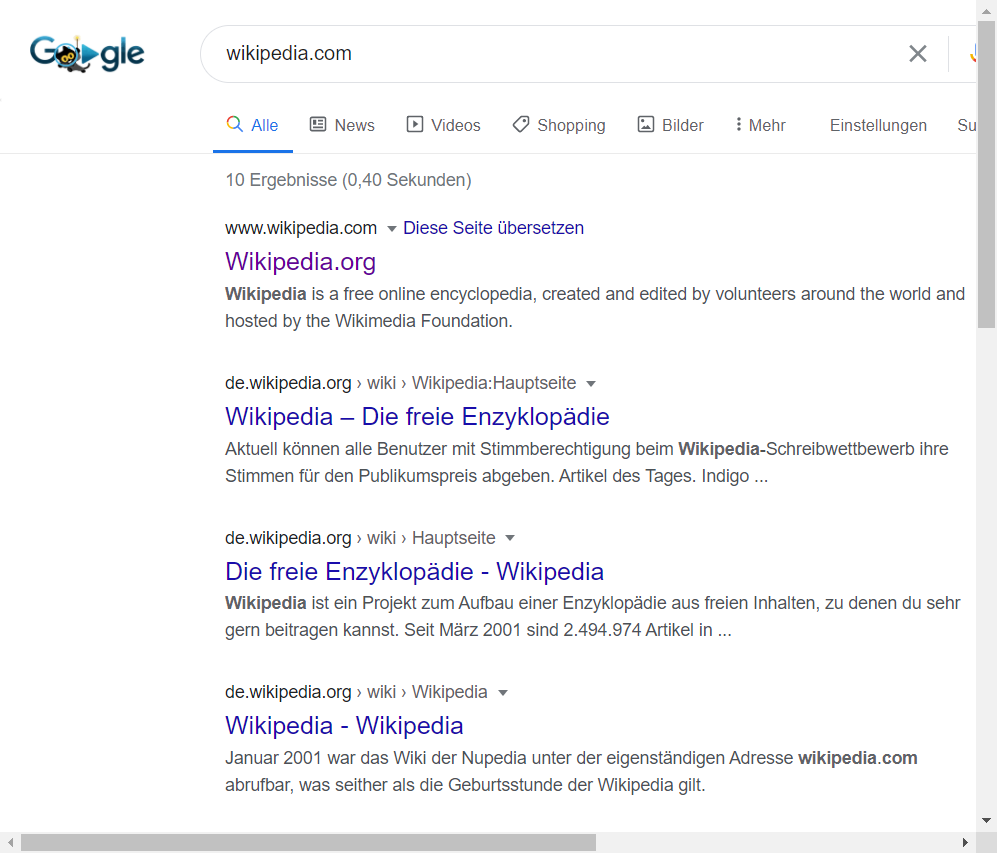 Google
wikipedia.com
Alle News Videos Shopping Bilder Mehr Einstellungen Su
10 Ergebnisse (0,40 Sekunden)
www.wikipedia.com Diese Seite übersetzen
Wikipedia.org
Wikipedia is a free online encyclopedia, created and edited by volunteers around the world and
hosted by the Wikimedia Foundation.
de.wikipedia.org › wiki › Wikipedia:Hauptseite
Wikipedia – Die freie Enzyklopädie
Aktuell können alle Benutzer mit Stimmberechtigung beim Wikipedia-Schreibwettbewerb ihre
Stimmen für den Publikumspreis abgeben. Artikel des Tages. Indigo ...
de.wikipedia.org › wiki › Hauptseite
Die freie Enzyklopädie - Wikipedia
Wikipedia ist ein Projekt zum Aufbau einer Enzyklopädie aus freien Inhalten, zu denen du sehr
gern beitragen kannst. Seit März 2001 sind 2.494.974 Artikel in ...
de.wikipedia.org › wiki › Wikipedia
Wikipedia - Wikipedia
Januar 2001 war das Wiki der Nupedia unter der eigenständigen Adresse wikipedia.com
abrufbar, was seither als die Geburtsstunde der Wikipedia gilt.